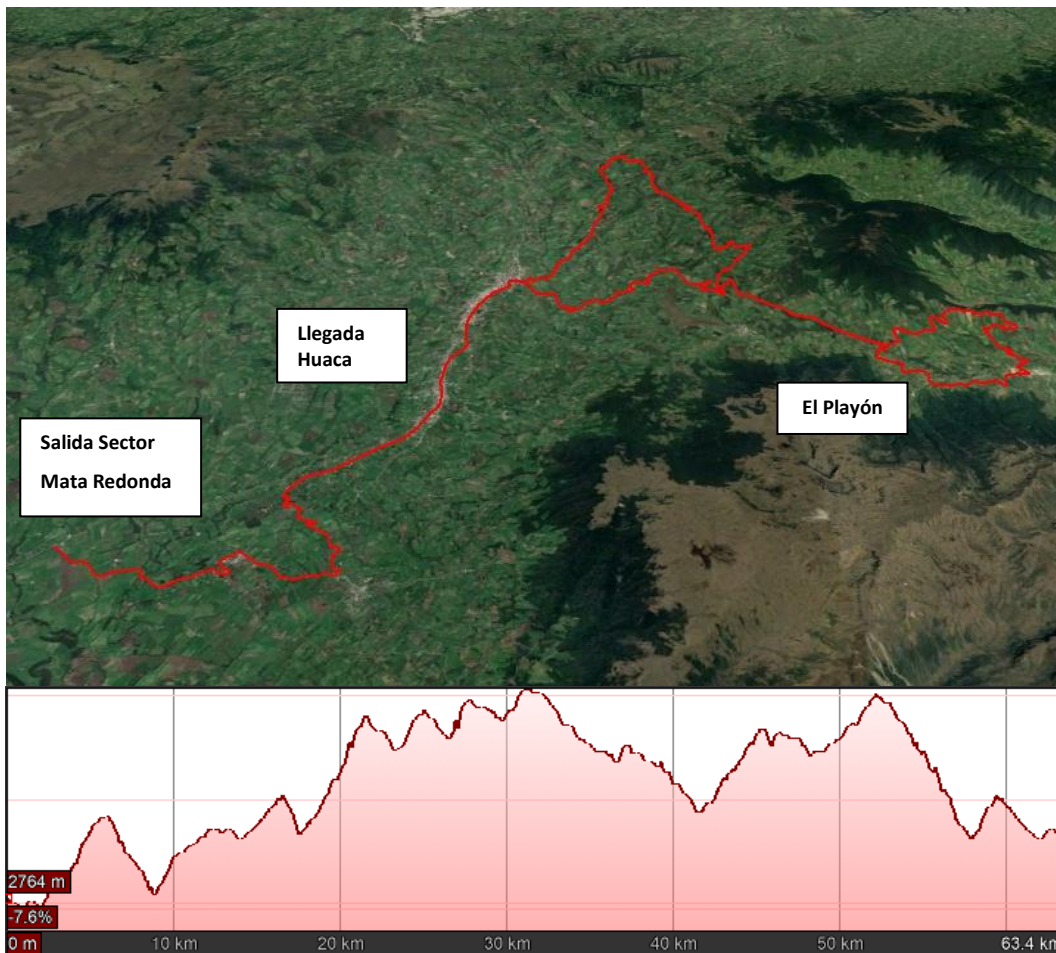 Llegada
Huaca
El Playón
Salida Sector
Mata Redonda
2764 m
-7.6%
0 m 10 km 20 km 30 km 40 km 50 km 63.4 km